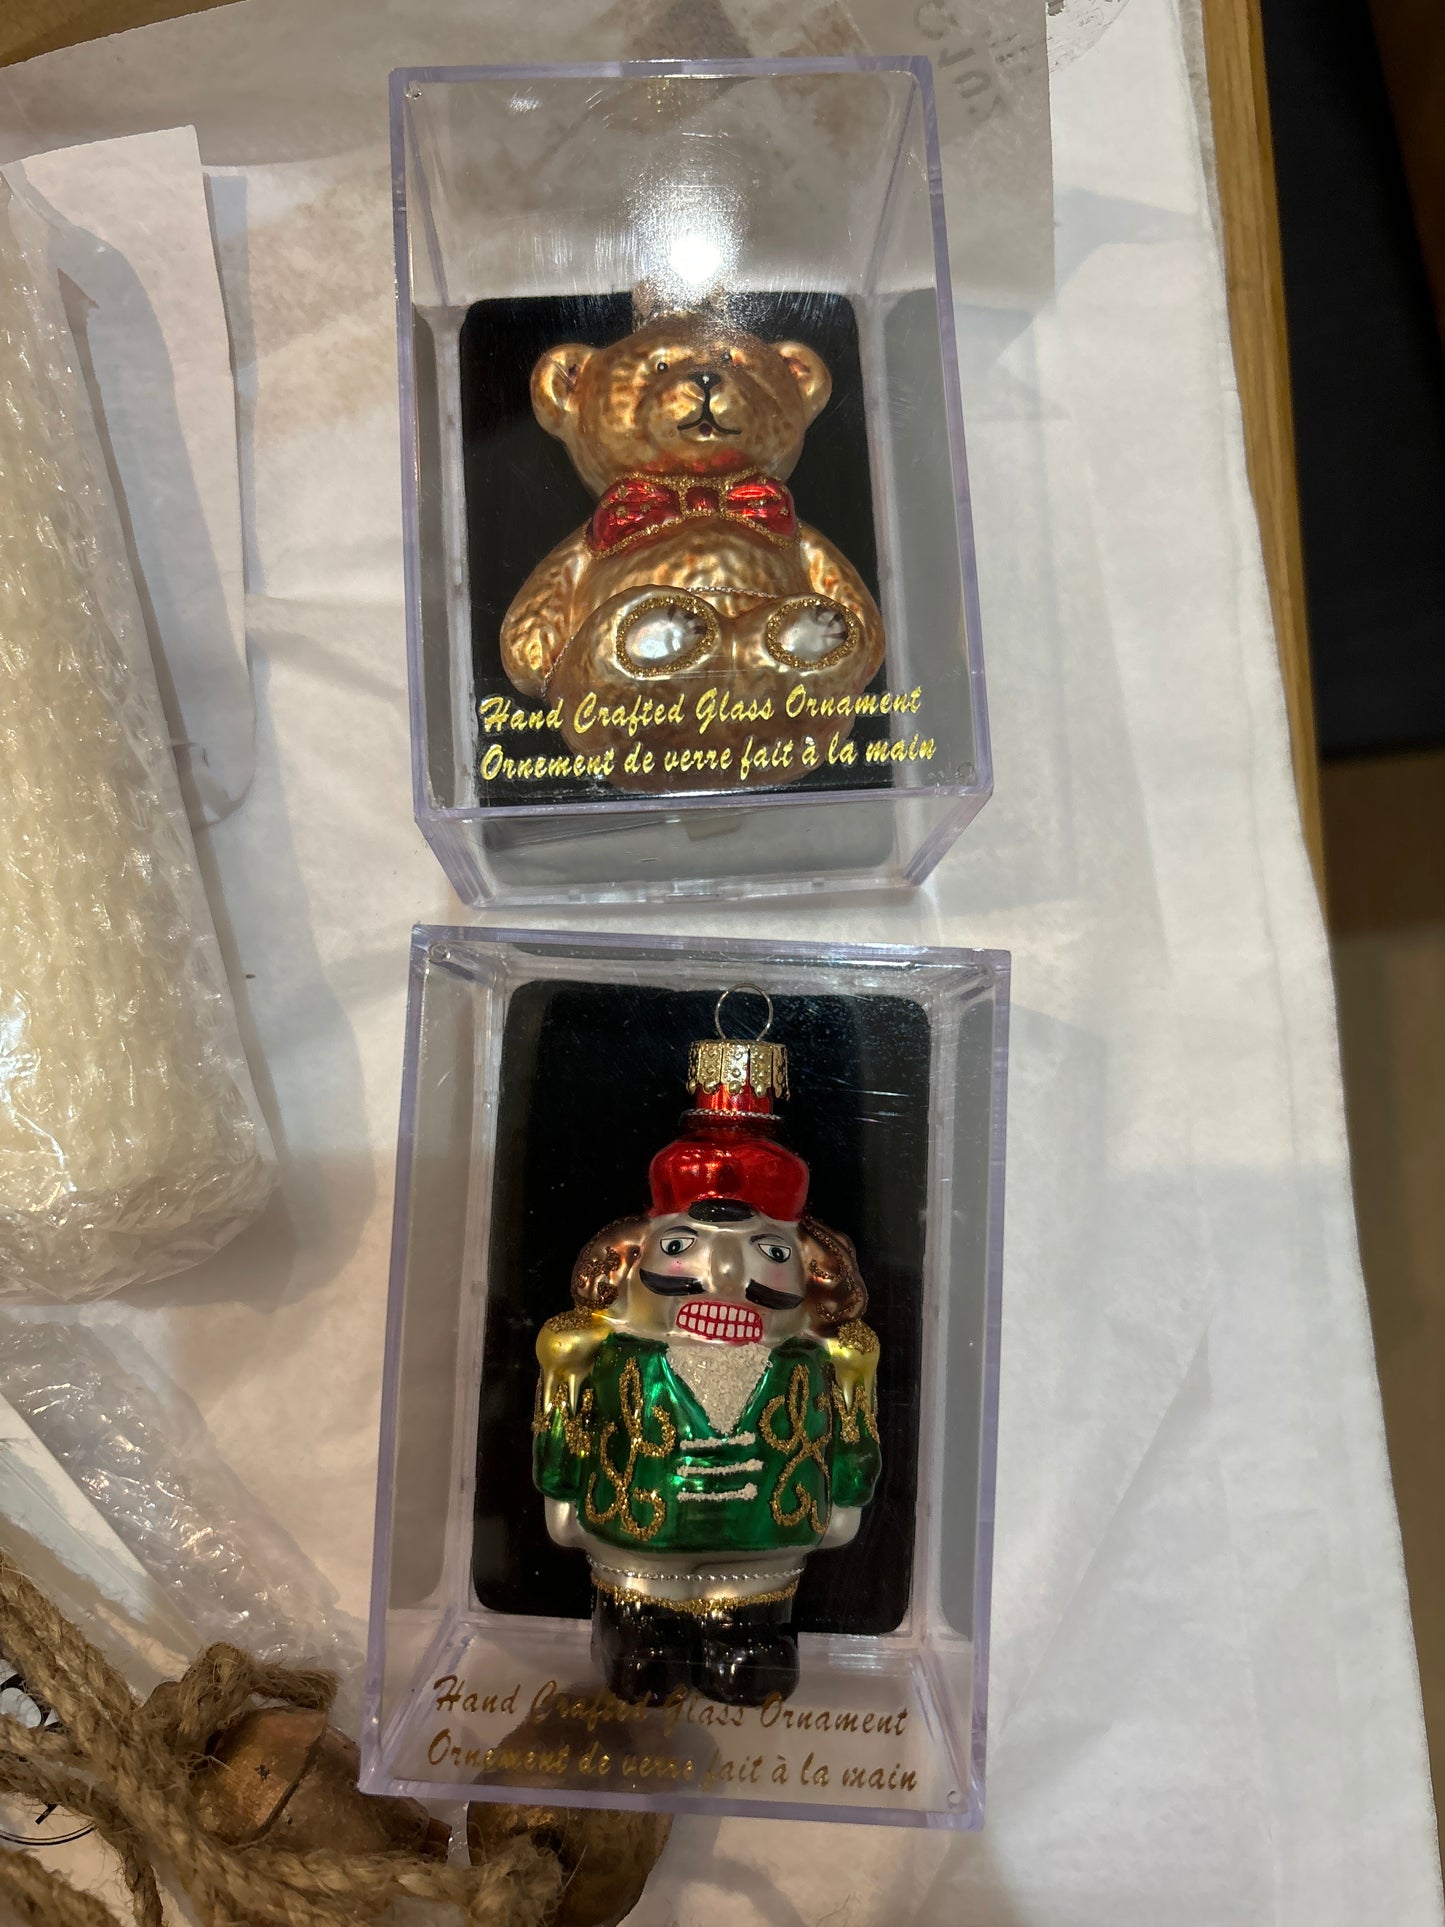 Hand Crafted Glass Ornament
Ornement de verre fait à la main
Hand Crafted Glass Ornament
Ornement de verre fait à la main